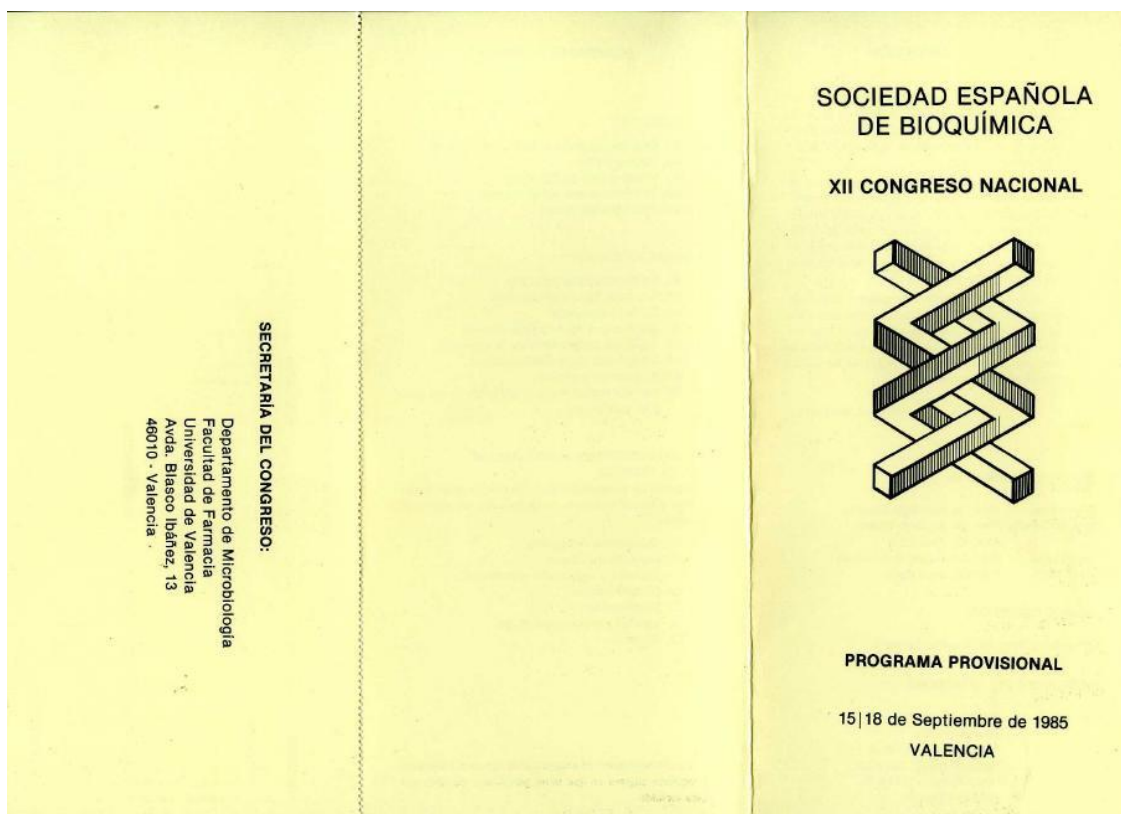 SOCIEDAD ESPAÑOLA
DE BIOQUÍMICA
XII CONGRESO NACIONAL
PROGRAMA PROVISIONAL
15|18 de Septiembre de 1985
VALENCIA
SECRETARÍA DEL CONGRESO:
Departamento de Microbiología
Facultad de Farmacia
Universidad de Valencia
Avda. Blasco Ibáñez, 13
46010 - Valencia